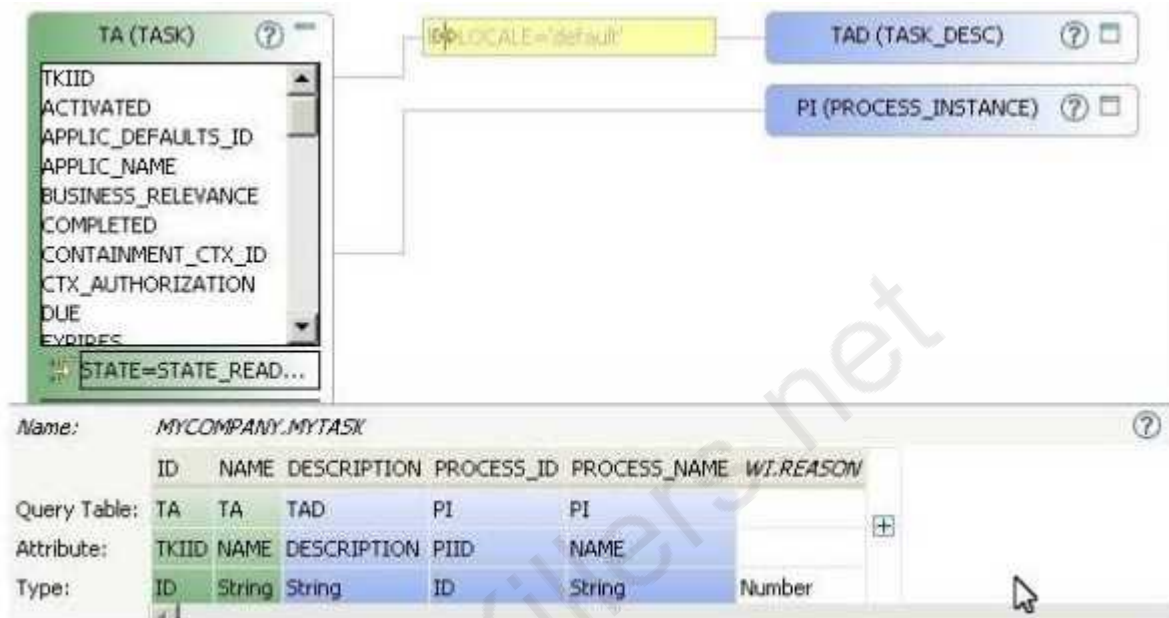 TA (TASK)
LOCALE='default'
TAD (TASK_DESC)
TKIID
ACTIVATED
PI (PROCESS_INSTANCE)
APPLIC_DEFAULTS_ID
APPLIC_NAME
BUSINESS_RELEVANCE
COMPLETED
CONTAINMENT_CTX_ID
CTX_AUTHORIZATION
DUE
EXPIRES
STATE=STATE_READ...
Name: MYCOMPANY.MYTASK
ID NAME DESCRIPTION PROCESS_ID PROCESS_NAME WI.REASON
Query Table: TA TA TAD PI PI
Attribute: TKIID NAME DESCRIPTION PIID NAME
Type: ID String String ID String Number